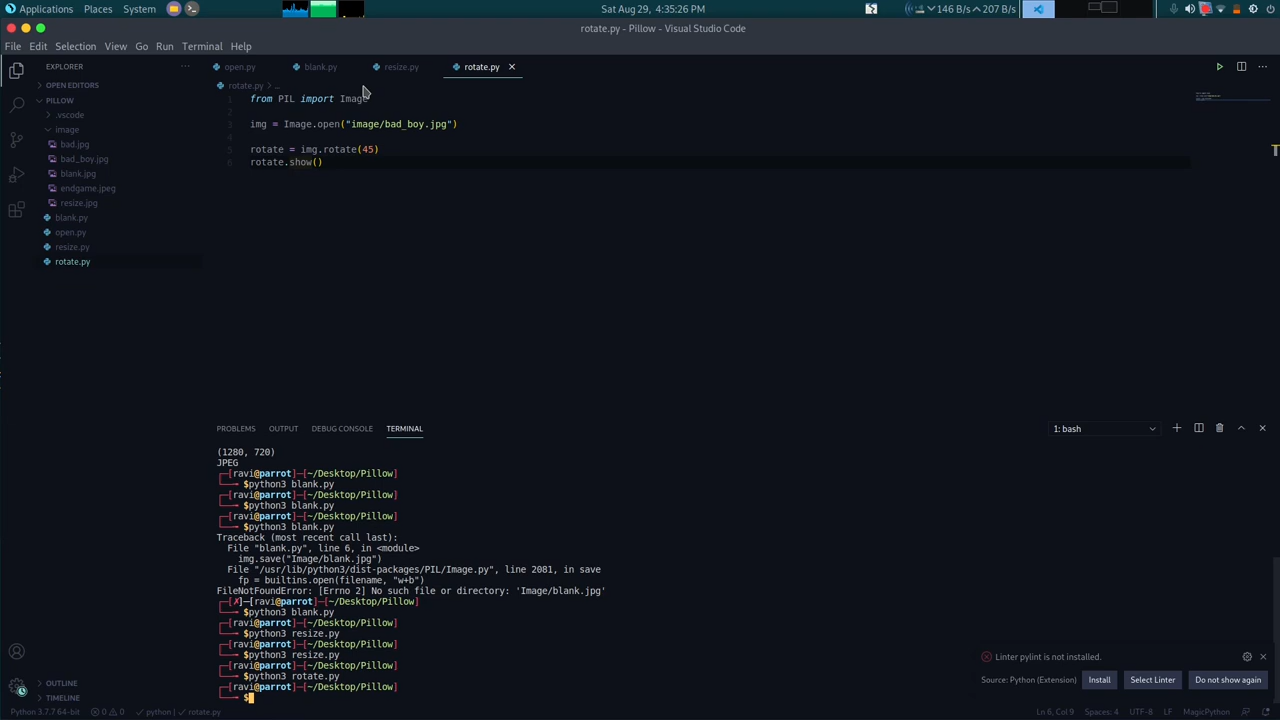 Applications Places System Sat Aug 29, 4:35:26 PM 146 B/s 207 B/s
rotate.py - Pillow - Visual Studio Code
File Edit Selection View Go Run Terminal Help
EXPLORER
OPEN EDITORS
PILLOW
.vscode
image
bad.jpg
bad_boy.jpg
blank.jpg
endgame.jpeg
resize.jpg
blank.py
open.py
resize.py
rotate.py
OUTLINE
TIMELINE
open.py blank.py resize.py rotate.py
rotate.py > ...
1 from PIL import Image
2
3 img = Image.open("image/bad_boy.jpg")
4
5 rotate = img.rotate(45)
6 rotate.show()
PROBLEMS OUTPUT DEBUG CONSOLE TERMINAL 1: bash
(1280, 720)
JPEG
┌─[ravi@parrot]─[~/Desktop/Pillow]
└──╼ $python3 blank.py
┌─[ravi@parrot]─[~/Desktop/Pillow]
└──╼ $python3 blank.py
┌─[ravi@parrot]─[~/Desktop/Pillow]
└──╼ $python3 blank.py
Traceback (most recent call last):
File "blank.py", line 6, in <module>
img.save("Image/blank.jpg")
File "/usr/lib/python3/dist-packages/PIL/Image.py", line 2081, in save
fp = builtins.open(filename, "w+b")
FileNotFoundError: [Errno 2] No such file or directory: 'Image/blank.jpg'
┌─[✗]─[ravi@parrot]─[~/Desktop/Pillow]
└──╼ $python3 blank.py
┌─[ravi@parrot]─[~/Desktop/Pillow]
└──╼ $python3 resize.py
┌─[ravi@parrot]─[~/Desktop/Pillow]
└──╼ $python3 resize.py
┌─[ravi@parrot]─[~/Desktop/Pillow]
└──╼ $python3 rotate.py
┌─[ravi@parrot]─[~/Desktop/Pillow]
└──╼ $
Linter pylint is not installed.
Source: Python (Extension) Install Select Linter Do not show again
Python 3.7.7 64-bit 0 0 python | rotate.py Ln 6, Col 9 Spaces: 4 UTF-8 LF MagicPython